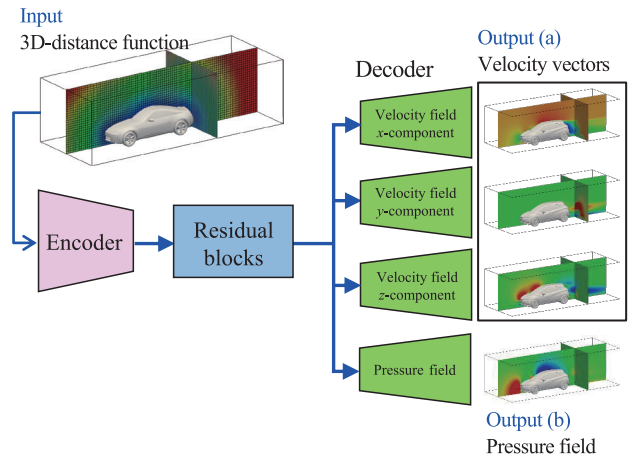 Input
3D-distance function
Encoder
Residual
blocks
Decoder
Velocity field
x-component
Velocity field
y-component
Velocity field
z-component
Pressure field
Output (a)
Velocity vectors
Output (b)
Pressure field